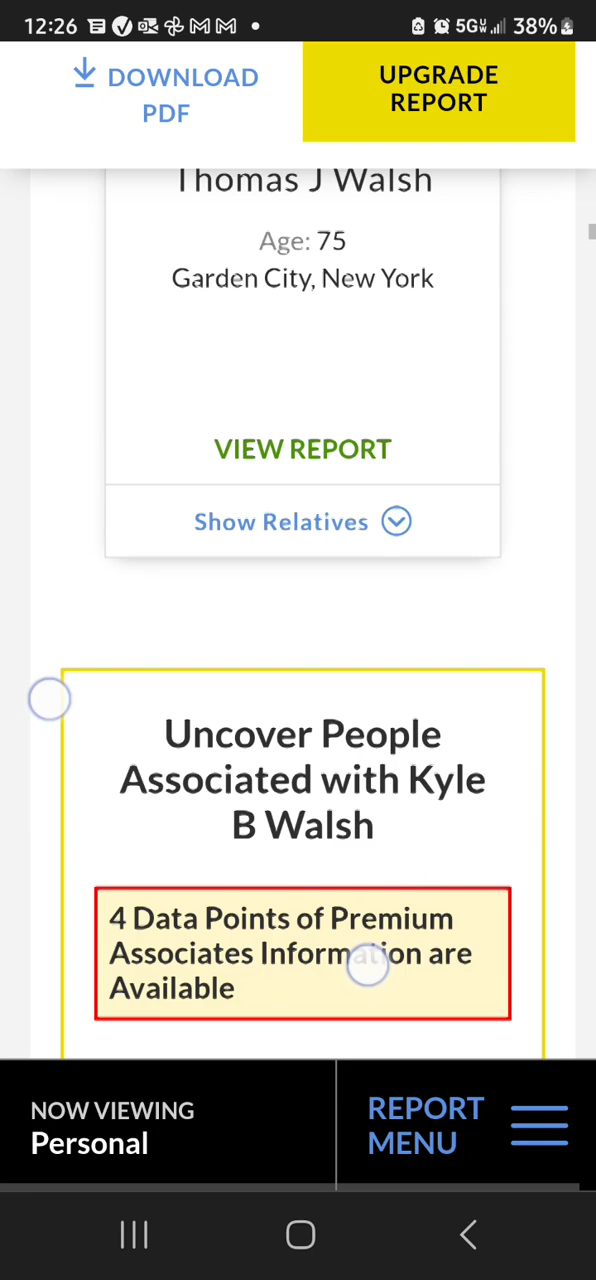 12:26 5G 38%
DOWNLOAD
PDF
UPGRADE
REPORT
Thomas J Walsh
Age: 75
Garden City, New York
VIEW REPORT
Show Relatives
Uncover People
Associated with Kyle
B Walsh
4 Data Points of Premium
Associates Information are
Available
NOW VIEWING
Personal
REPORT
MENU